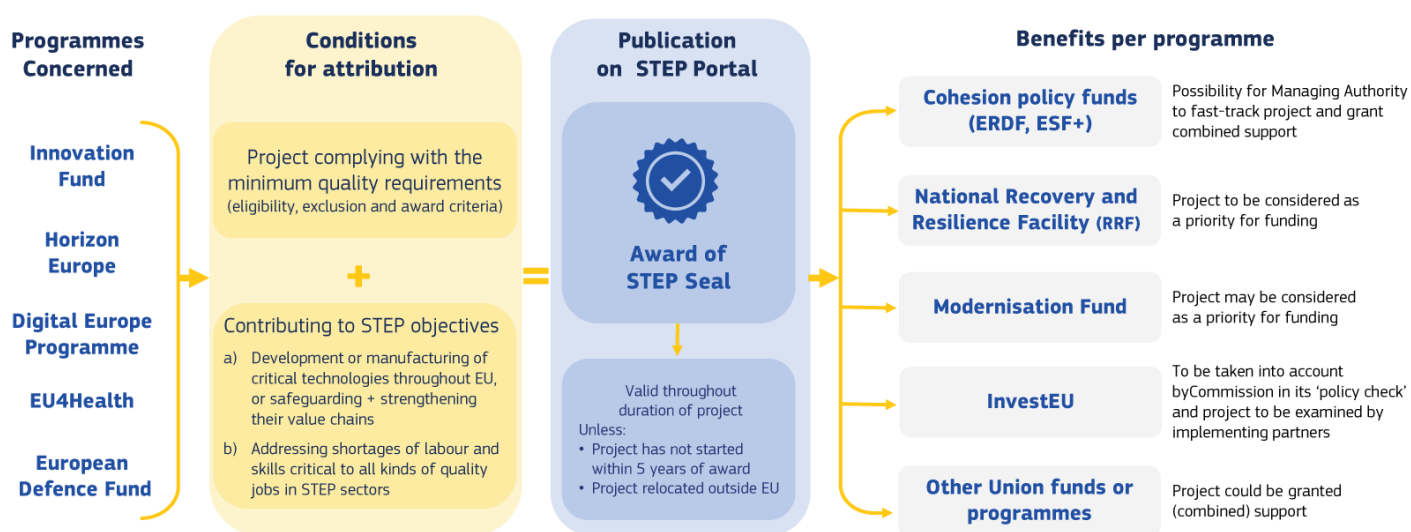 Programmes
Concerned
Innovation
Fund
Horizon
Europe
Digital Europe
Programme
EU4Health
European
Defence Fund
Conditions
for attribution
Project complying with the
minimum quality requirements
(eligibility, exclusion and award criteria)
+
Contributing to STEP objectives
a) Development or manufacturing of
critical technologies throughout EU,
or safeguarding + strengthening
their value chains
b) Addressing shortages of labour and
skills critical to all kinds of quality
jobs in STEP sectors
=
Publication
on STEP Portal
Award of
STEP Seal
Valid throughout
duration of project
Unless:
• Project has not started
within 5 years of award
• Project relocated outside EU
Benefits per programme
Cohesion policy funds
(ERDF, ESF+)
Possibility for Managing Authority
to fast-track project and grant
combined support
National Recovery and
Resilience Facility (RRF)
Project to be considered as
a priority for funding
Modernisation Fund
Project may be considered
as a priority for funding
InvestEU
To be taken into account
byCommission in its ‘policy check’
and project to be examined by
implementing partners
Other Union funds or
programmes
Project could be granted
(combined) support